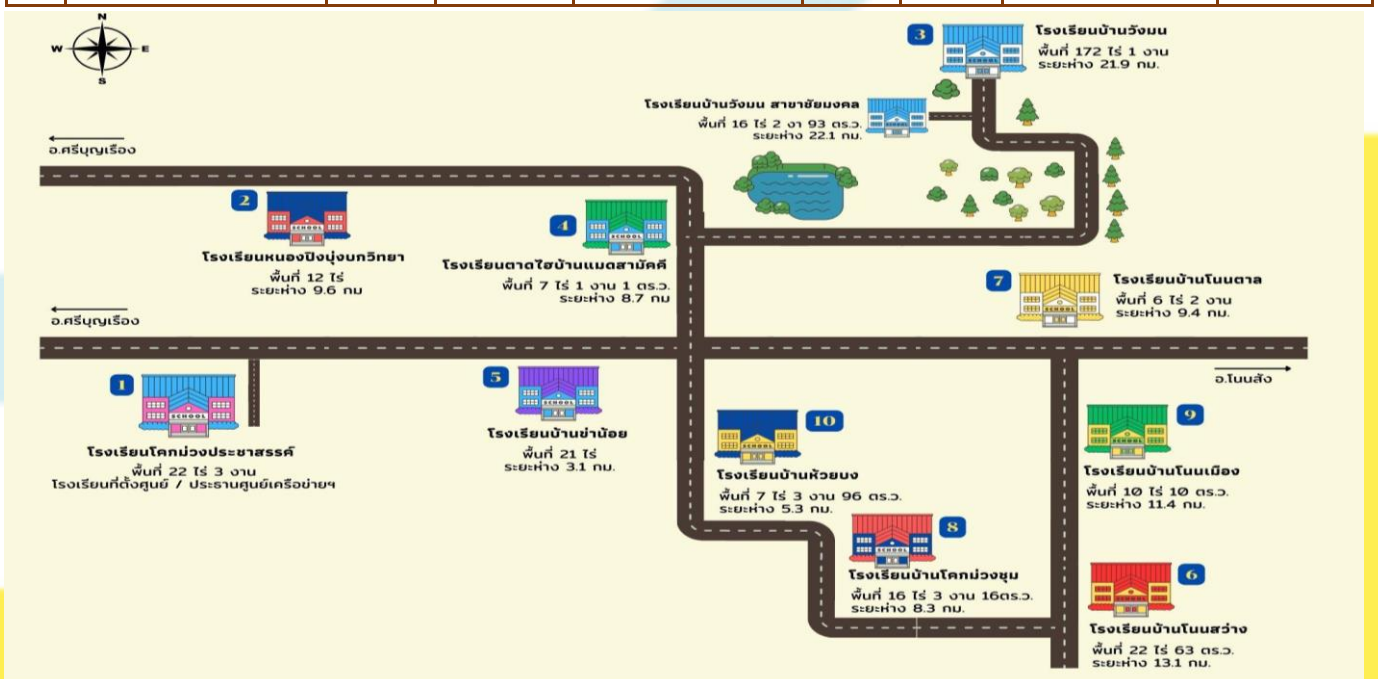 N
W E
S
3
โรงเรียนบ้านวังมน
พื้นที่ 172 ไร่ 1 งาน
ระยะห่าง 21.9 กม.
โรงเรียนบ้านวังมน สาขาชัยมงคล
พื้นที่ 16 ไร่ 2 งา 93 ตร.ว.
ระยะห่าง 22.1 กม.
อ.ศรีบุญเรือง
2
SCHOOL
โรงเรียนหนองปิงบุ่งบกวิทยา
พื้นที่ 12 ไร่
ระยะห่าง 9.6 กม
4
SCHOOL
โรงเรียนตาดไฮบ้านแมดสามัคคี
พื้นที่ 7 ไร่ 1 งาน 1 ตร.ว.
ระยะห่าง 8.7 กม
7
SCHOOL
โรงเรียนบ้านโนนตาล
พื้นที่ 6 ไร่ 2 งาน
ระยะห่าง 9.4 กม.
อ.ศรีบุญเรือง
อ.โนนสัง
1
SCHOOL
โรงเรียนโคกม่วงประชาสรรค์
พื้นที่ 22 ไร่ 3 งาน
โรงเรียนที่ตั้งศูนย์ / ประธานศูนย์เครือข่ายฯ
5
SCHOOL
โรงเรียนบ้านข่าน้อย
พื้นที่ 21 ไร่
ระยะห่าง 3.1 กม.
10
SCHOOL
โรงเรียนบ้านห้วยบง
พื้นที่ 7 ไร่ 3 งาน 96 ตร.ว.
ระยะห่าง 5.3 กม.
9
SCHOOL
โรงเรียนบ้านโนนเมือง
พื้นที่ 10 ไร่ 10 ตร.ว.
ระยะห่าง 11.4 กม.
8
SCHOOL
โรงเรียนบ้านโคกม่วงชุม
พื้นที่ 16 ไร่ 3 งาน 16ตร.ว.
ระยะห่าง 8.3 กม.
6
SCHOOL
โรงเรียนบ้านโนนสว่าง
พื้นที่ 22 ไร่ 63 ตร.ว.
ระยะห่าง 13.1 กม.